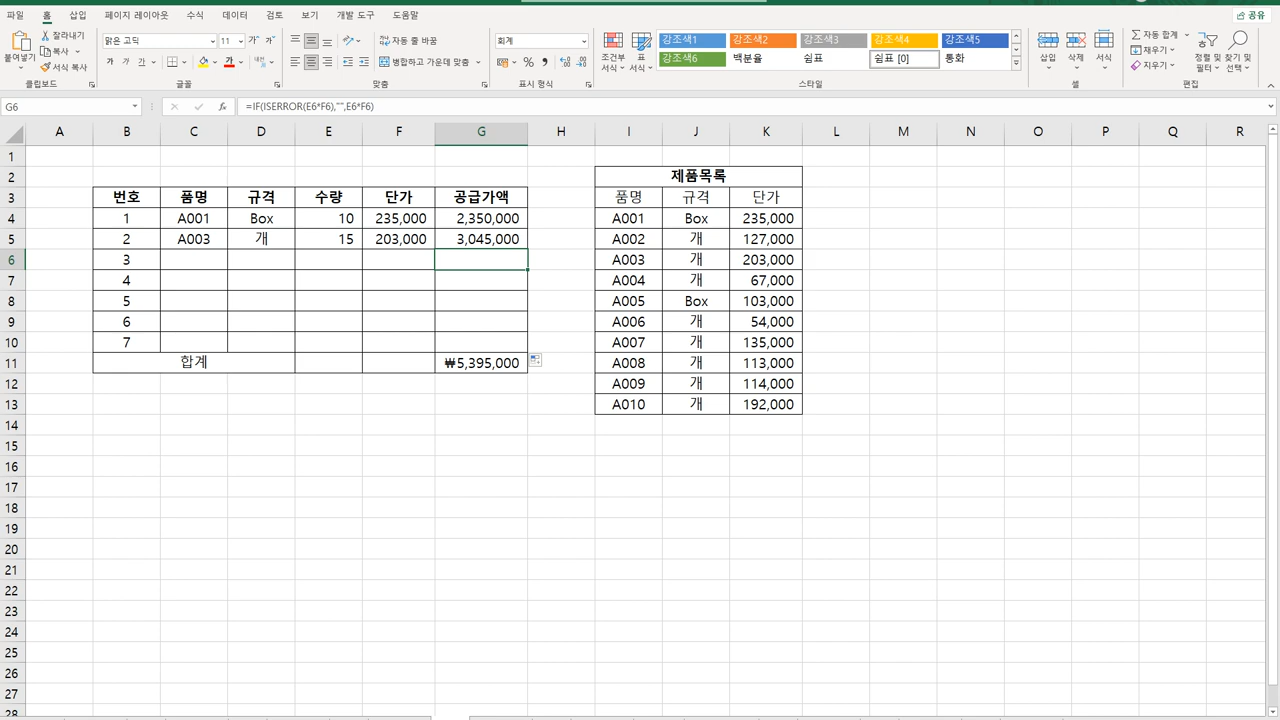 파일 홈 삽입 페이지 레이아웃 수식 데이터 검토 보기 개발 도구 도움말 공유
붙여넣기 잘라내기 복사 서식 복사 클립보드
맑은 고딕 11 가 가 가 가 가 가 내천 글꼴
자동 줄 바꿈 병합하고 가운데 맞춤 맞춤
회계 % 표시 형식
조건부 서식 표 서식
강조색1 강조색2 강조색3 강조색4 강조색5
강조색6 백분율 쉼표 쉼표 [0] 통화
스타일
삽입 삭제 서식 셀
자동 합계 채우기 지우기 정렬 및 필터 찾기 및 선택 편집
G6 fx =IF(ISERROR(E6*F6),"",E6*F6)
A B C D E F G H I J K L M N O P Q R
1
2 제품목록
3 번호 품명 규격 수량 단가 공급가액 품명 규격 단가
4 1 A001 Box 10 235,000 2,350,000 A001 Box 235,000
5 2 A003 개 15 203,000 3,045,000 A002 개 127,000
6 3 A003 개 203,000
7 4 A004 개 67,000
8 5 A005 Box 103,000
9 6 A006 개 54,000
10 7 A007 개 135,000
11 합계 ₩5,395,000 A008 개 113,000
12 A009 개 114,000
13 A010 개 192,000
14
15
16
17
18
19
20
21
22
23
24
25
26
27
28